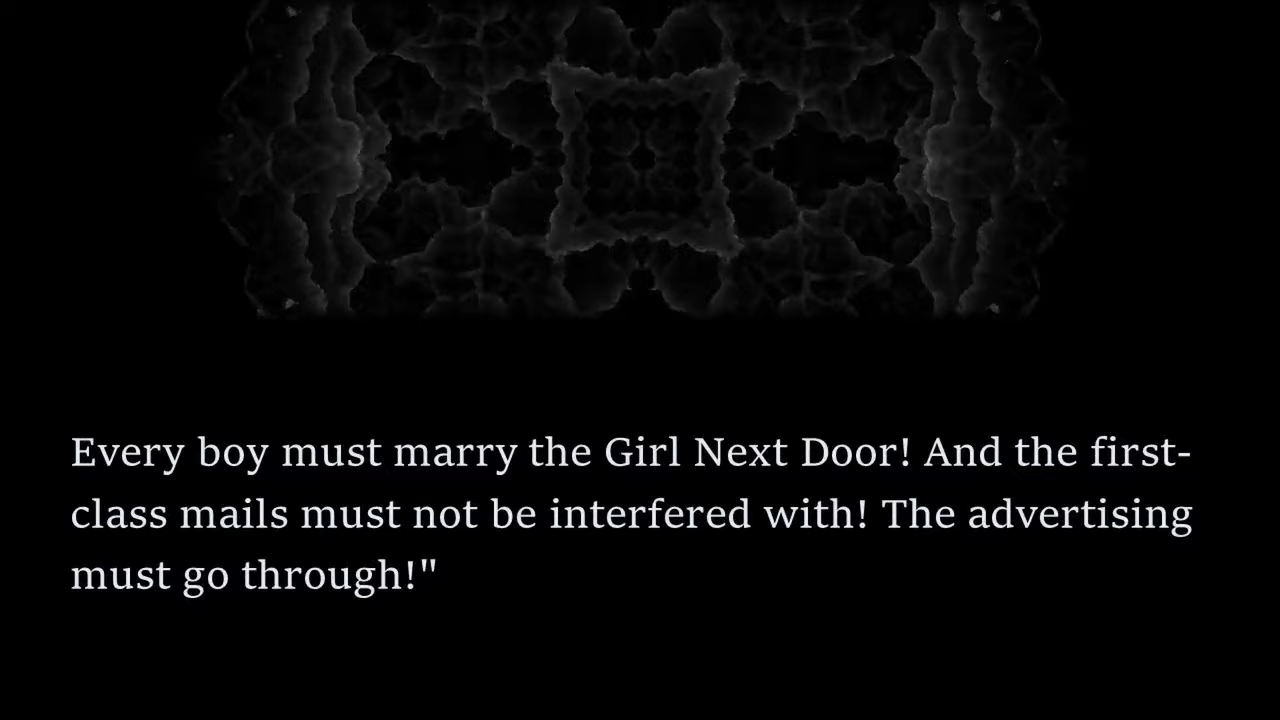 Every boy must marry the Girl Next Door! And the first-
class mails must not be interfered with! The advertising
must go through!"